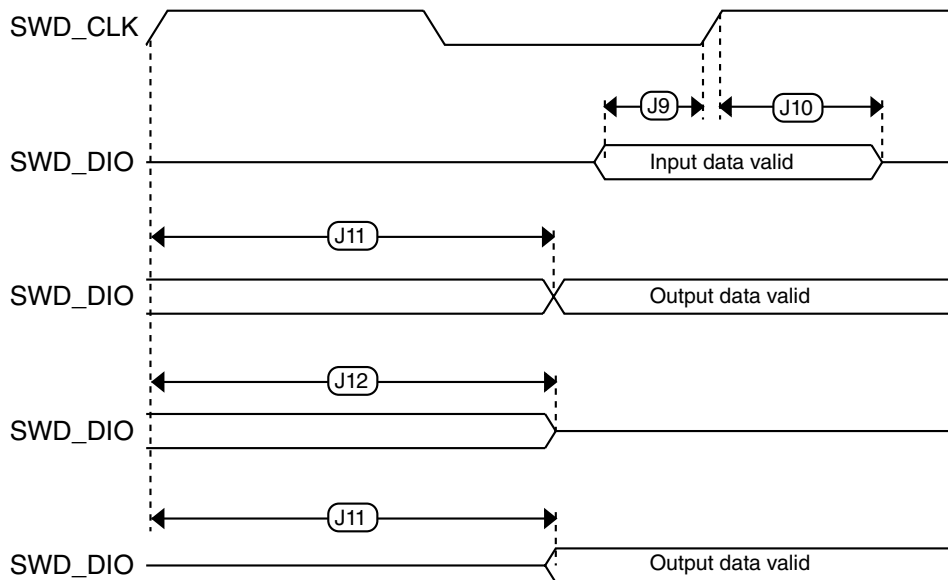 SWD_CLK
J9
J10
SWD_DIO
Input data valid
J11
SWD_DIO
Output data valid
J12
SWD_DIO
J11
SWD_DIO
Output data valid